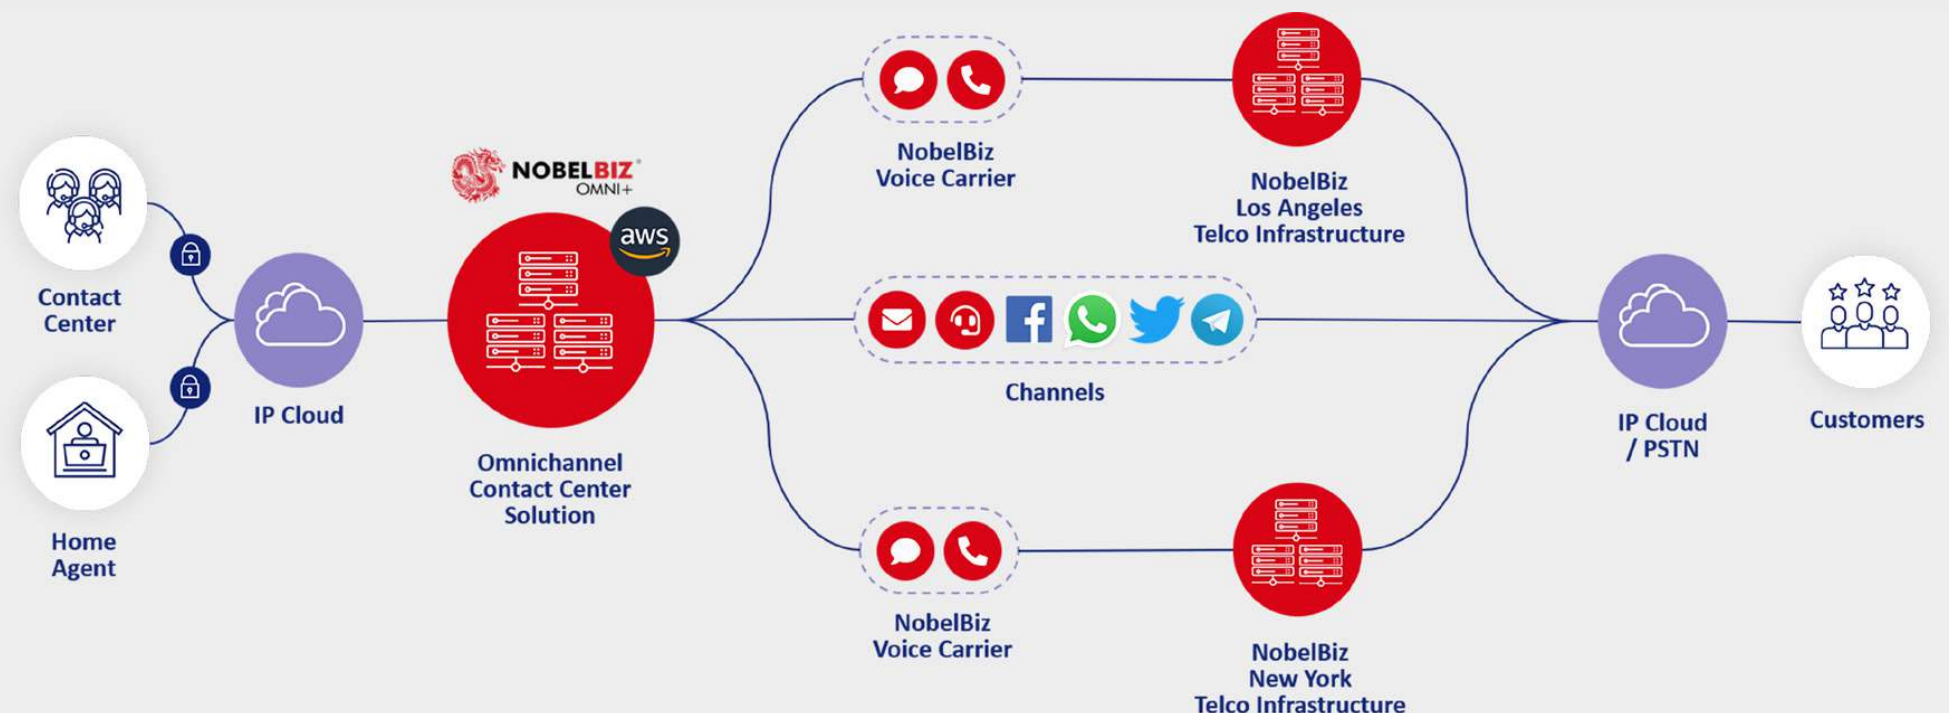 Contact
Center
Home
Agent
IP Cloud
NOBELBIZ®
OMNI+
aws
Omnichannel
Contact Center
Solution
NobelBiz
Voice Carrier
NobelBiz
Los Angeles
Telco Infrastructure
Channels
NobelBiz
Voice Carrier
NobelBiz
New York
Telco Infrastructure
IP Cloud
/ PSTN
Customers